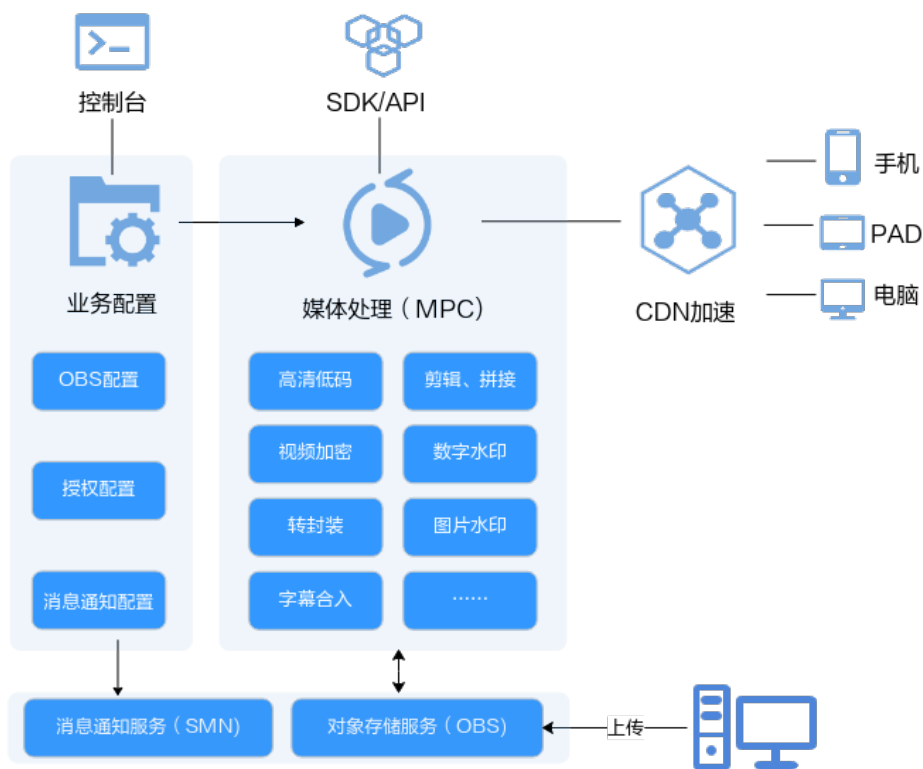 控制台
SDK/API
手机
PAD
电脑
业务配置
媒体处理（MPC）
CDN加速
OBS配置
高清低码
剪辑、拼接
视频加密
数字水印
授权配置
转封装
图片水印
消息通知配置
字幕合入
……
消息通知服务（SMN）
对象存储服务（OBS）
上传